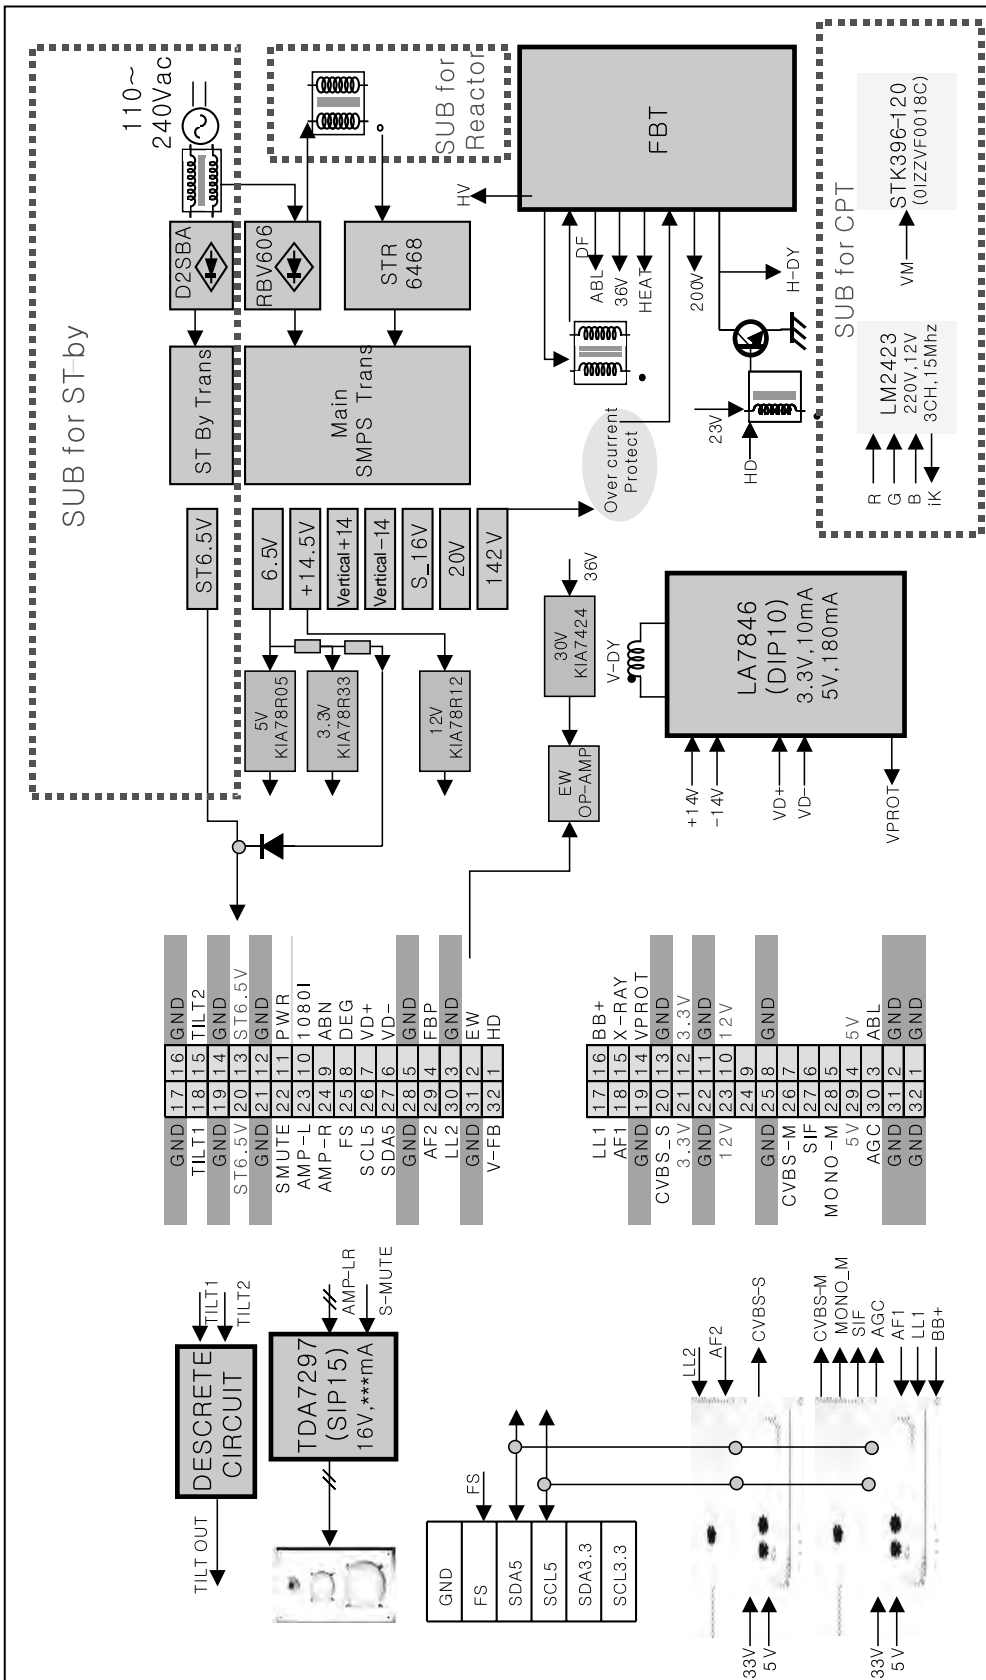 SUB for ST-by
110~
240Vac
D2SBA
RBV606
ST By Trans
Main
SMPS Trans
STR
6468
SUB for
Reactor
FBT
HV
DF
ABL
36V
HEAT
200V
H-DY
23V
HD
Over current
Protect
SUB for CPT
STK396-120
(0IZZVF0018C)
VM
LM2423
220V,12V
3CH,15Mhz
R
G
B
iK
ST6.5V
6.5V
+14.5V
Vertical+14
Vertical-14
S_16V
20V
142V
5V
KIA78R05
3.3V
KIA78R33
12V
KIA78R12
30V
KIA7424
36V
EW
OP-AMP
V-DY
LA7846
(DIP10)
3.3V,10mA
5V,180mA
+14V
-14V
VD+
VD-
VPROT
GND 17 16 GND
TILT1 18 15 TILT2
GND 19 14 GND
ST6.5V 20 13 ST6.5V
GND 21 12 GND
SMUTE 22 11 PWR
AMP-L 23 10 1080I
AMP-R 24 9 ABN
FS 25 8 DEG
SCL5 26 7 VD+
SDA5 27 6 VD-
GND 28 5 GND
AF2 29 4 FBP
LL2 30 3 GND
GND 31 2 EW
V-FB 32 1 HD
LL1 17 16 BB+
AF1 18 15 X-RAY
GND 19 14 VPROT
CVBS_S 20 13 GND
3.3V 21 12 3.3V
GND 22 11 GND
12V 23 10 12V
24 9
GND 25 8 GND
CVBS-M 26 7
SIF 27 6
MONO-M 28 5
5V 29 4 5V
AGC 30 3 ABL
GND 31 2 GND
GND 32 1 GND
DESCRETE
CIRCUIT
TILT1
TILT2
TILT OUT
TDA7297
(SIP15)
16V,***mA
AMP-LR
S-MUTE
GND
FS
SDA5
SCL5
SDA3.3
SCL3.3
FS
LL2
AF2
CVBS-S
33V
5V
CVBS-M
MONO_M
SIF
AGC
AF1
LL1
BB+
33V
5V